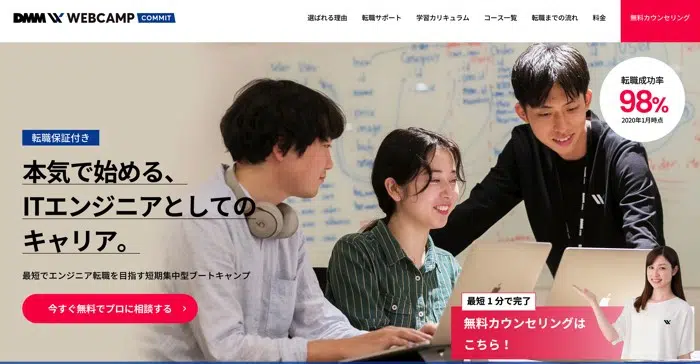 DMM WEBCAMP COMMIT
選ばれる理由 転職サポート 学習カリキュラム コース一覧 転職までの流れ 料金 無料カウンセリング
転職成功率
98%
2020年1月時点
転職保証付き
本気で始める、
ITエンジニアとしての
キャリア。
最短でエンジニア転職を目指す短期集中型ブートキャンプ
今すぐ無料でプロに相談する
最短1分で完了
無料カウンセリングは
こちら！